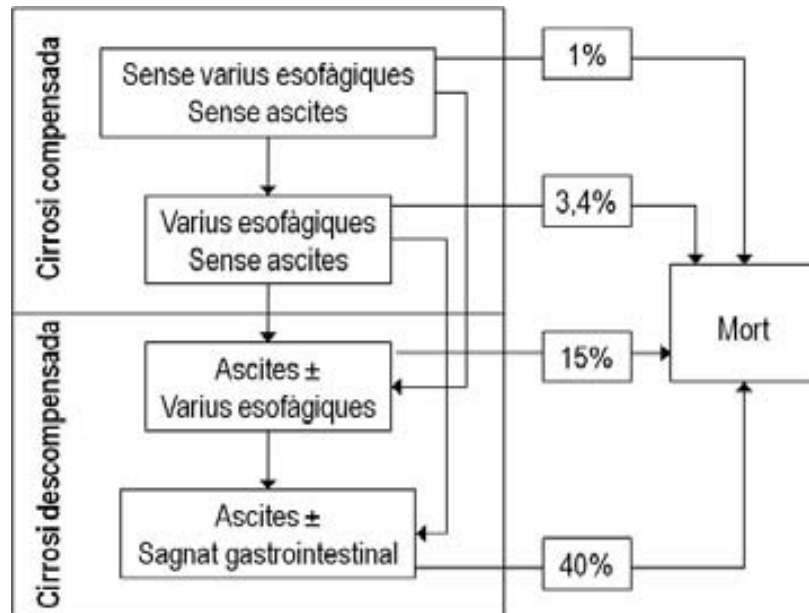 Cirrosi compensada
Sense varius esofàgiques
Sense ascites
1%
Varius esofàgiques
Sense ascites
3,4%
Mort
Cirrosi descompensada
Ascites ±
Varius esofàgiques
15%
Ascites ±
Sagnat gastrointestinal
40%